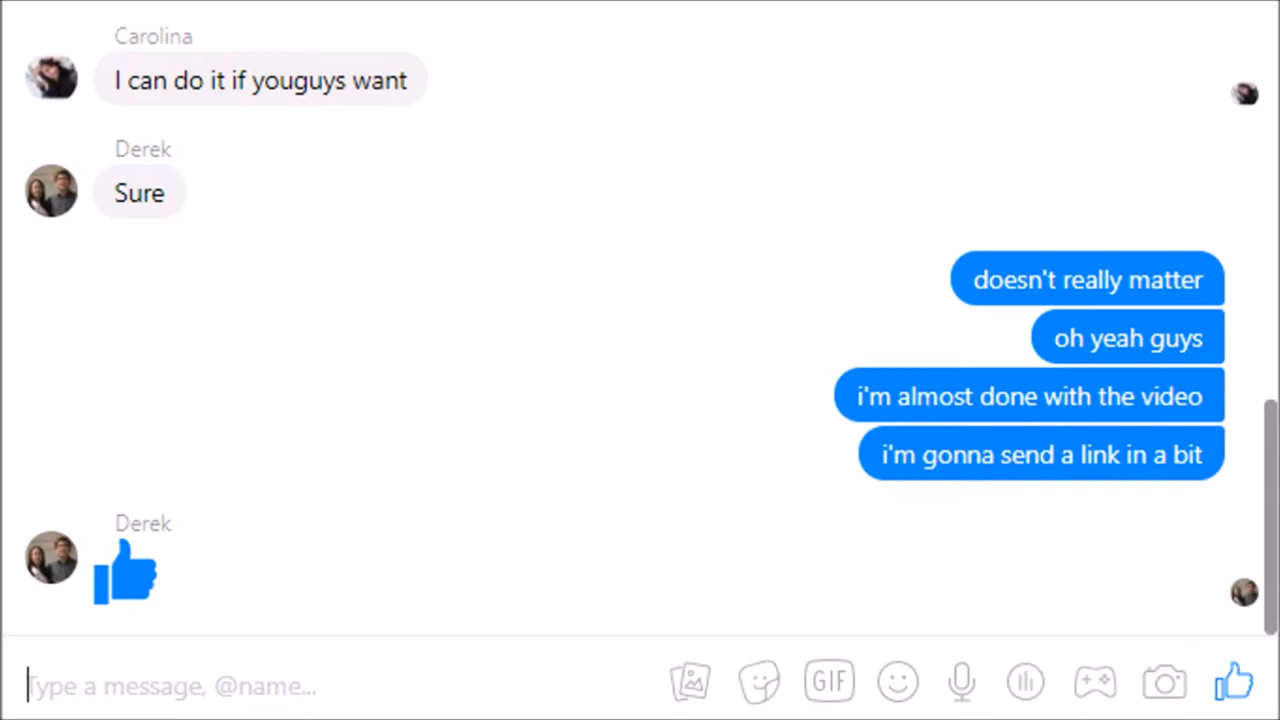 Carolina
I can do it if youguys want
Derek
Sure
doesn't really matter
oh yeah guys
i'm almost done with the video
i'm gonna send a link in a bit
Derek
Type a message, @name...
GIF